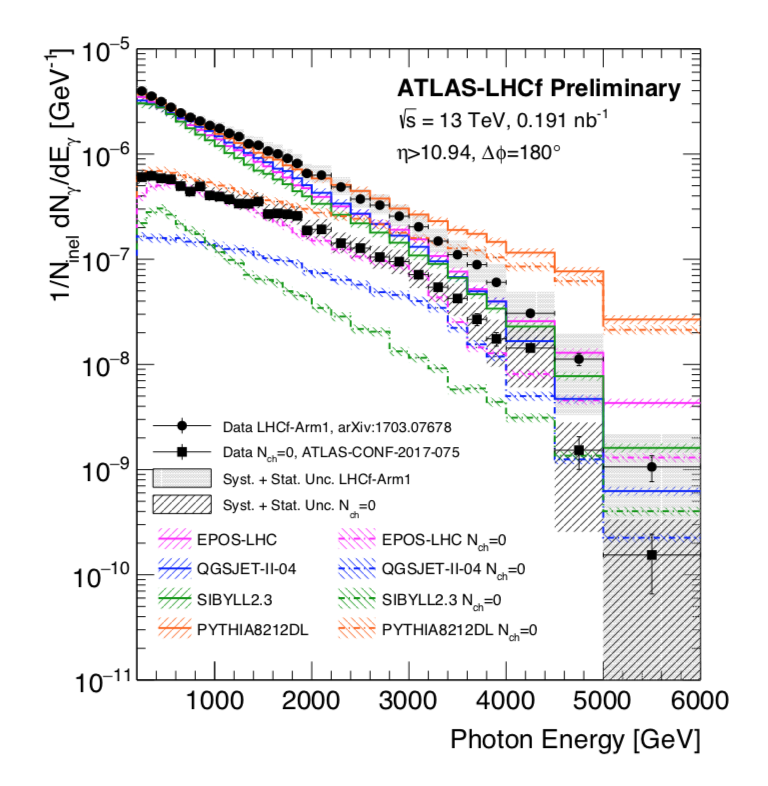 ATLAS-LHCf Preliminary
√s = 13 TeV, 0.191 nb⁻¹
η>10.94, Δϕ=180°
1/N_inel dN_γ/dE_γ [GeV⁻¹]
10⁻⁵
10⁻⁶
10⁻⁷
10⁻⁸
10⁻⁹
10⁻¹⁰
10⁻¹¹
Data LHCf-Arm1, arXiv:1703.07678
Data N_ch=0, ATLAS-CONF-2017-075
Syst. + Stat. Unc. LHCf-Arm1
Syst. + Stat. Unc. N_ch=0
EPOS-LHC EPOS-LHC N_ch=0
QGSJET-II-04 QGSJET-II-04 N_ch=0
SIBYLL2.3 SIBYLL2.3 N_ch=0
PYTHIA8212DL PYTHIA8212DL N_ch=0
1000 2000 3000 4000 5000 6000
Photon Energy [GeV]